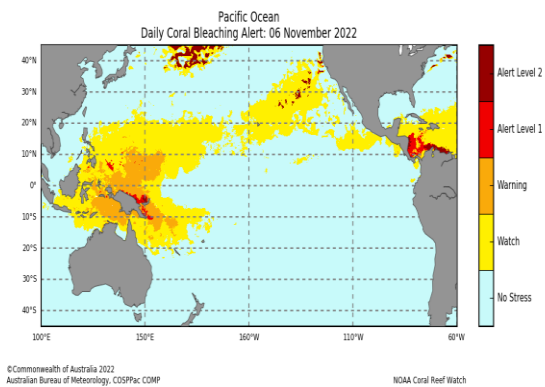 Pacific Ocean
Daily Coral Bleaching Alert: 06 November 2022
40°N
30°N
20°N
10°N
0°
10°S
20°S
30°S
40°S
100°E 150°E 160°W 110°W 60°W
Alert Level 2
Alert Level 1
Warning
Watch
No Stress
©Commonwealth of Australia 2022
Australian Bureau of Meteorology, COSPPac COMP
NOAA Coral Reef Watch